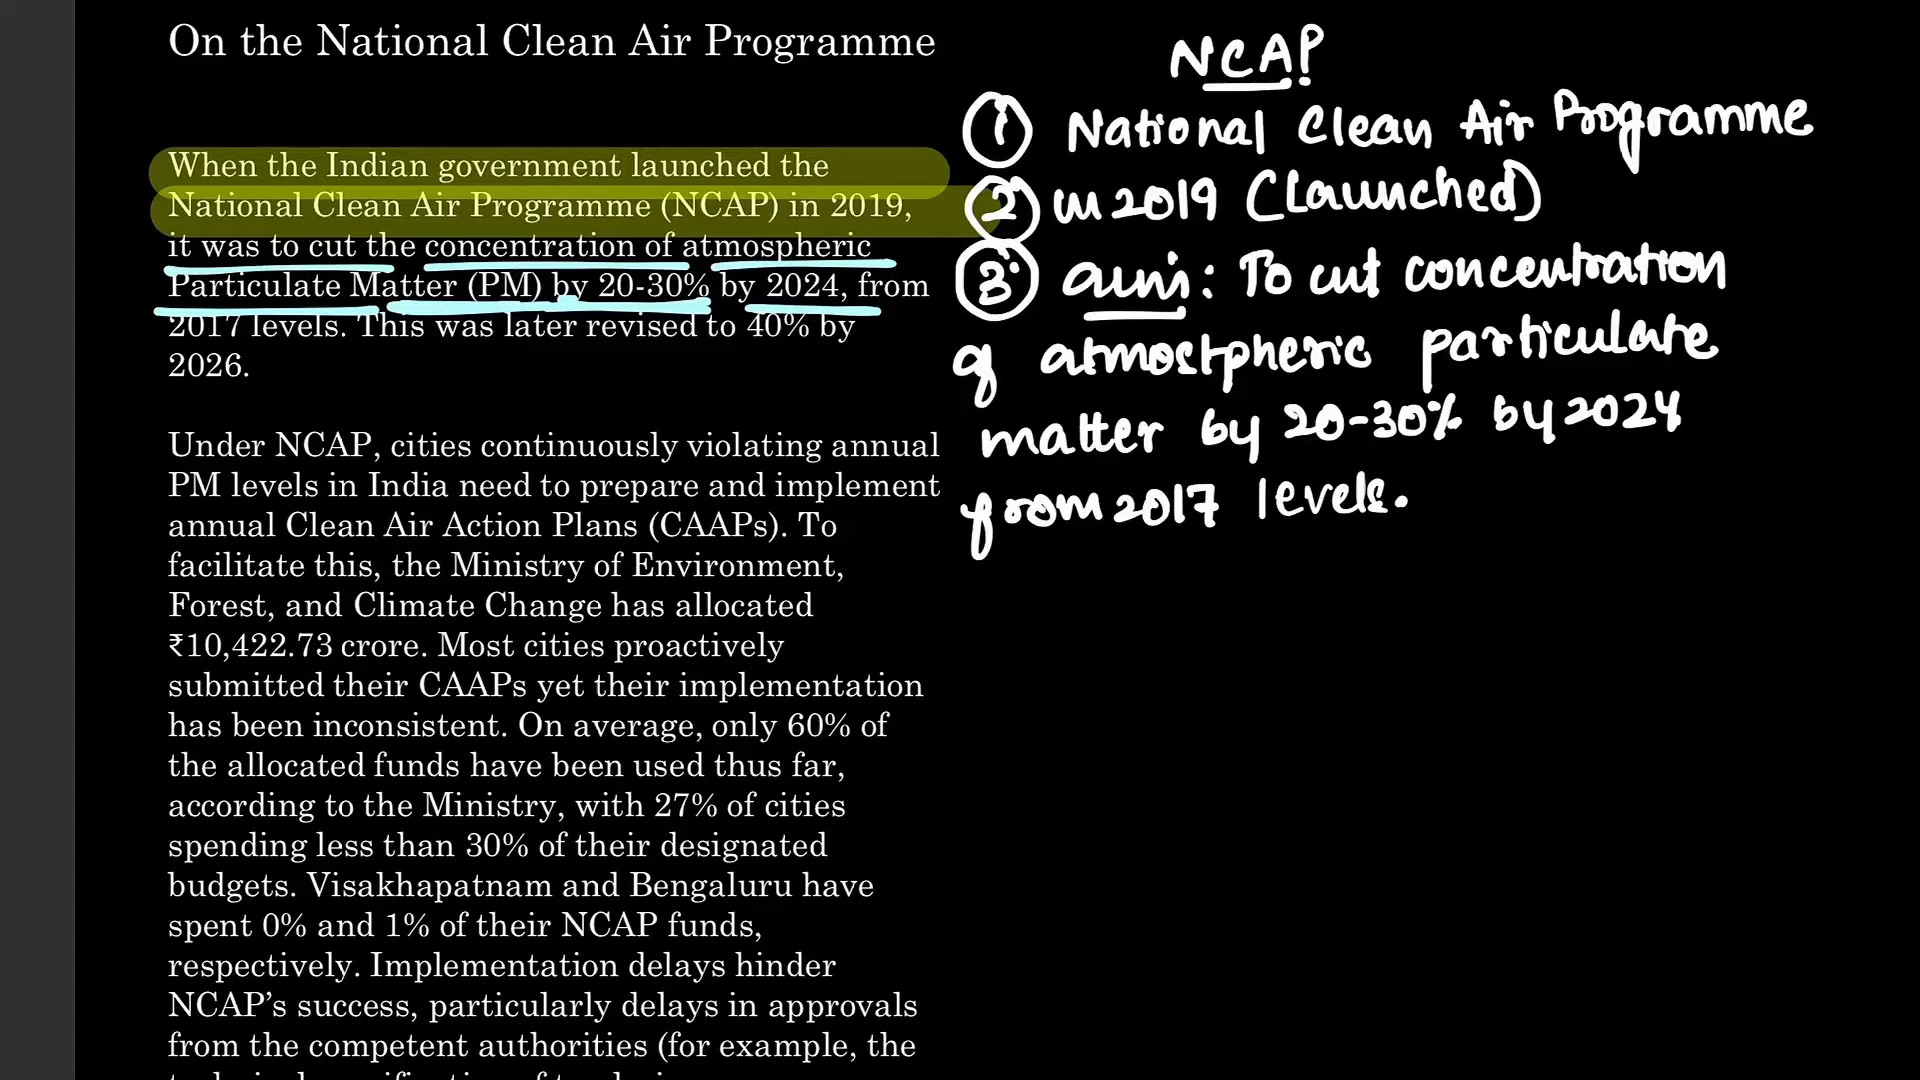 On the National Clean Air Programme
When the Indian government launched the
National Clean Air Programme (NCAP) in 2019,
it was to cut the concentration of atmospheric
Particulate Matter (PM) by 20-30% by 2024, from
2017 levels. This was later revised to 40% by
2026.
Under NCAP, cities continuously violating annual
PM levels in India need to prepare and implement
annual Clean Air Action Plans (CAAPs). To
facilitate this, the Ministry of Environment,
Forest, and Climate Change has allocated
₹10,422.73 crore. Most cities proactively
submitted their CAAPs yet their implementation
has been inconsistent. On average, only 60% of
the allocated funds have been used thus far,
according to the Ministry, with 27% of cities
spending less than 30% of their designated
budgets. Visakhapatnam and Bengaluru have
spent 0% and 1% of their NCAP funds,
respectively. Implementation delays hinder
NCAP’s success, particularly delays in approvals
from the competent authorities (for example, the
NCAP
1 National Clean Air Programme
2 in 2019 (Launched)
3 aim: To cut concentration
of atmostpheric particulate
matter by 20-30% by 2024
from 2017 levels.